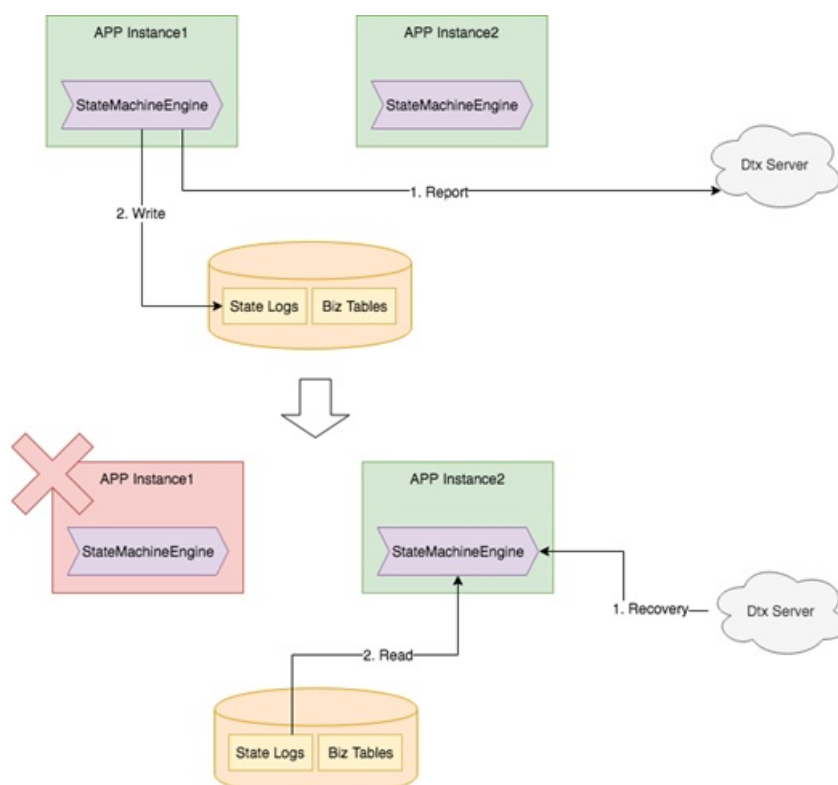 APP Instance1
APP Instance2
StateMachineEngine
StateMachineEngine
Dtx Server
1. Report
2. Write
State Logs
Biz Tables
APP Instance1
APP Instance2
StateMachineEngine
StateMachineEngine
1. Recovery
Dtx Server
2. Read
State Logs
Biz Tables